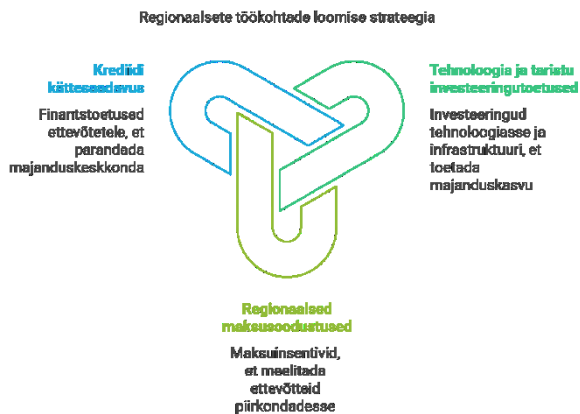 Regionaalsete töökohtade loomise strateegia
Krediidi
kättesaadavus
Finantstoetused
ettevõtetele, et
parandada
majanduskeskkonda
Tehnoloogia ja taristu
investeeringutoetused
Investeeringud
tehnoloogiasse ja
infrastruktuuri, et
toetada
majanduskasvu
Regionaalsed
maksusoodustused
Maksuinsentivid,
et meelitada
ettevõtteid
piirkondadesse